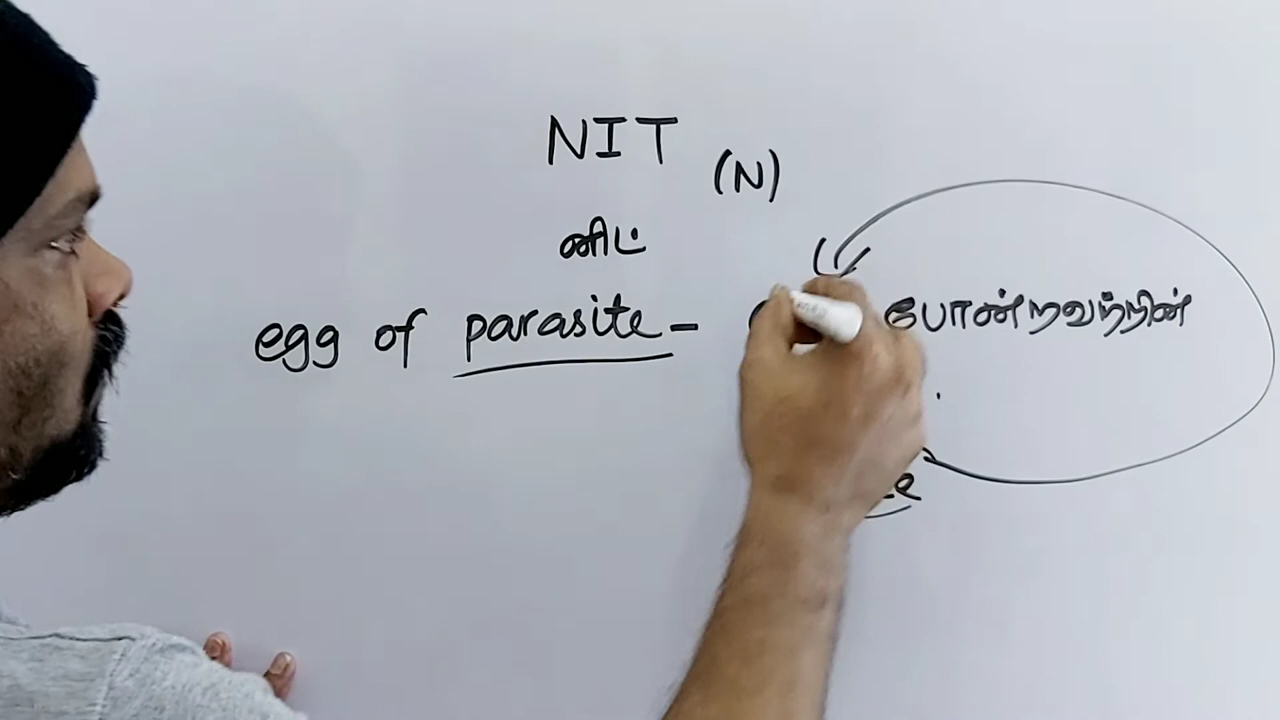 NIT (N)
னிட்
egg of parasite - போன்றவற்றின்